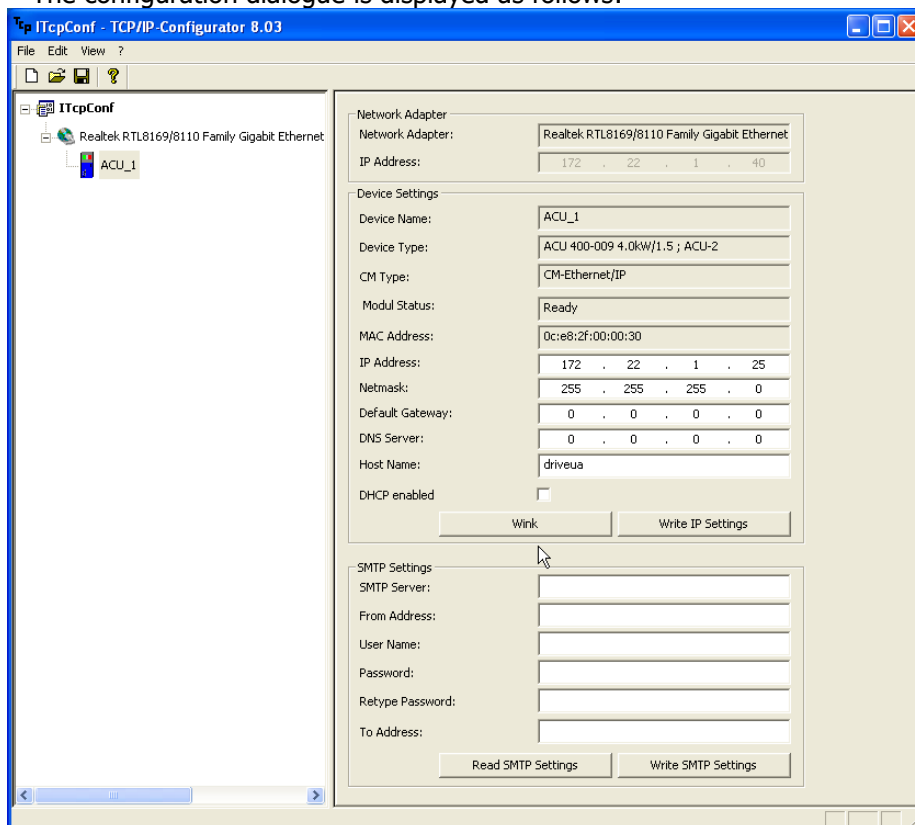 The configuration dialogue is displayed as follows:
Tcp ITcpConf - TCP/IP-Configurator 8.03
File Edit View ?
ITcpConf
Realtek RTL8169/8110 Family Gigabit Ethernet
ACU_1
Network Adapter
Network Adapter: Realtek RTL8169/8110 Family Gigabit Ethernet
IP Address: 172 . 22 . 1 . 40
Device Settings
Device Name: ACU_1
Device Type: ACU 400-009 4.0kW/1.5 ; ACU-2
CM Type: CM-Ethernet/IP
Modul Status: Ready
MAC Address: 0c:e8:2f:00:00:30
IP Address: 172 . 22 . 1 . 25
Netmask: 255 . 255 . 255 . 0
Default Gateway: 0 . 0 . 0 . 0
DNS Server: 0 . 0 . 0 . 0
Host Name: driveua
DHCP enabled
Wink Write IP Settings
SMTP Settings
SMTP Server:
From Address:
User Name:
Password:
Retype Password:
To Address:
Read SMTP Settings Write SMTP Settings